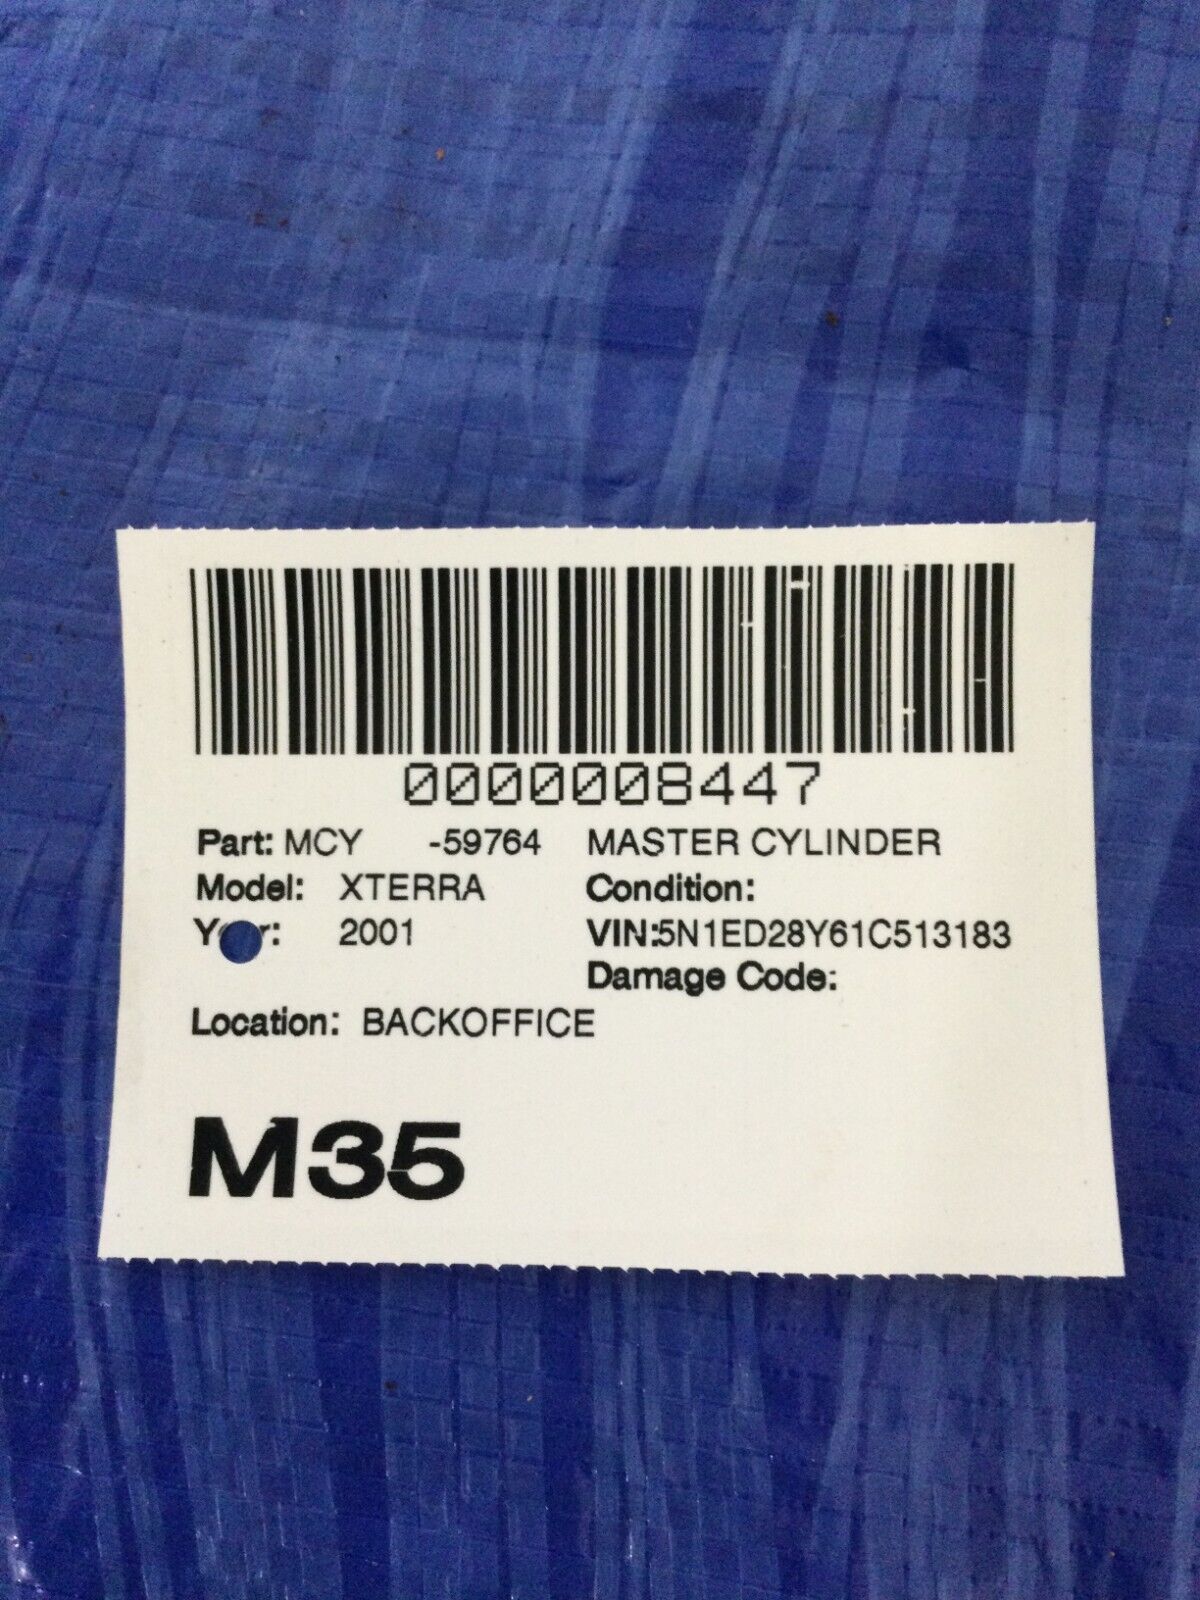 0000008447
Part: MCY -59764 MASTER CYLINDER
Model: XTERRA Condition:
2001 VIN:5N1ED28Y61C513183
Damage Code:
Location: BACKOFFICE
M35